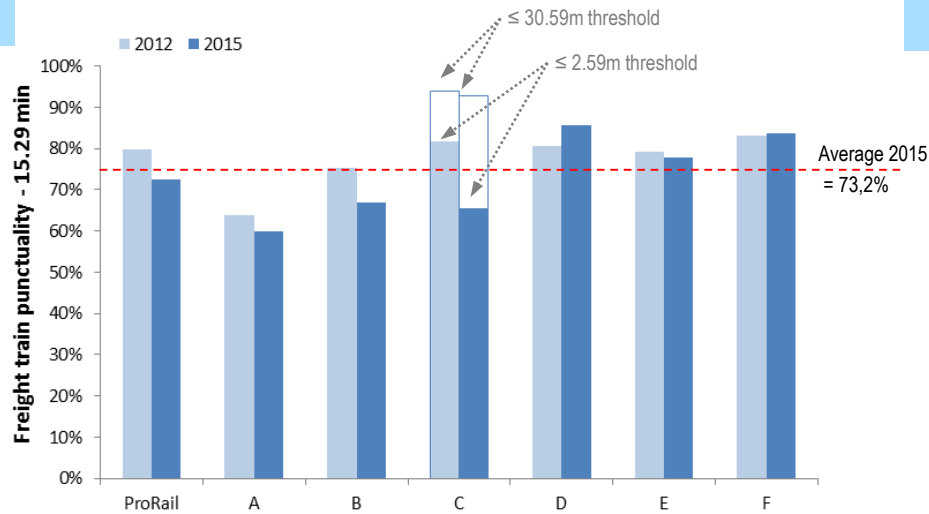 ≤ 30.59m threshold
2012 2015
≤ 2.59m threshold
Freight train punctuality - 15.29 min
100%
90%
80%
70%
60%
50%
40%
30%
20%
10%
0%
Average 2015
= 73,2%
ProRail A B C D E F